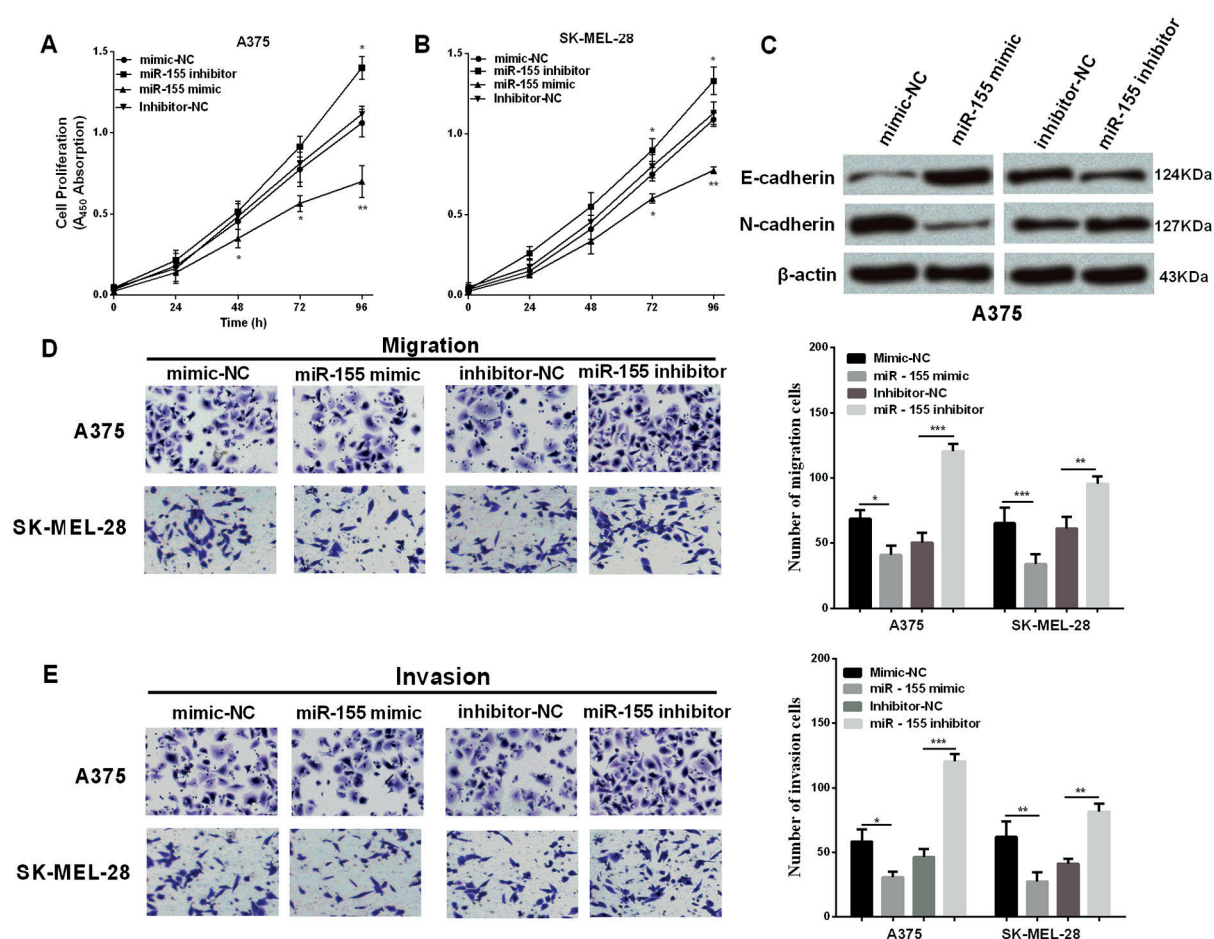 A
A375
mimic-NC
miR-155 inhibitor
miR-155 mimic
Inhibitor-NC
Cell Proliferation
(A450 Absorption)
1.5
1.0
0.5
0.0
*
*
*
**
0
24
48
72
96
Time (h)
B
SK-MEL-28
mimic-NC
miR-155 inhibitor
miR-155 mimic
Inhibitor-NC
1.5
1.0
0.5
0.0
*
*
*
**
0
24
48
72
96
C
mimic-NC
miR-155 mimic
inhibitor-NC
miR-155 inhibitor
E-cadherin
124KDa
N-cadherin
127KDa
β-actin
43KDa
A375
D
Migration
mimic-NC
miR-155 mimic
inhibitor-NC
miR-155 inhibitor
A375
SK-MEL-28
Number of migration cells
200
150
100
50
0
Mimic-NC
miR - 155 mimic
Inhibitor-NC
miR - 155 inhibitor
*
***
***
**
A375
SK-MEL-28
E
Invasion
mimic-NC
miR-155 mimic
inhibitor-NC
miR-155 inhibitor
A375
SK-MEL-28
Number of invasion cells
200
150
100
50
0
Mimic-NC
miR - 155 mimic
Inhibitor-NC
miR - 155 inhibitor
*
***
**
**
A375
SK-MEL-28